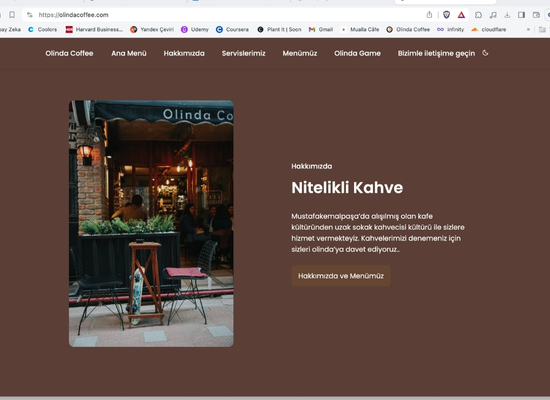 https://olindacoffee.com
Coolors
Harvard Business...
Yandex Çeviri
Udemy
Coursera
Plant It | Soon
Gmail
Mualla Cafe
Olinda Coffee
infinity
cloudflare
Olinda Coffee
Ana Menü
Hakkımızda
Servislerimiz
Menümüz
Olinda Game
Bizimle iletişime geçin
Olinda Co
Hakkımızda
Nitelikli Kahve
Mustafakemalpaşa'da alışılmış olan kafe
kültüründen uzak sokak kahvecisi kültürü ile sizlere
hizmet vermekteyiz. Kahvelerimizi denemeniz için
sizleri olinda'ya davet ediyoruz..
Hakkımızda ve Menümüz